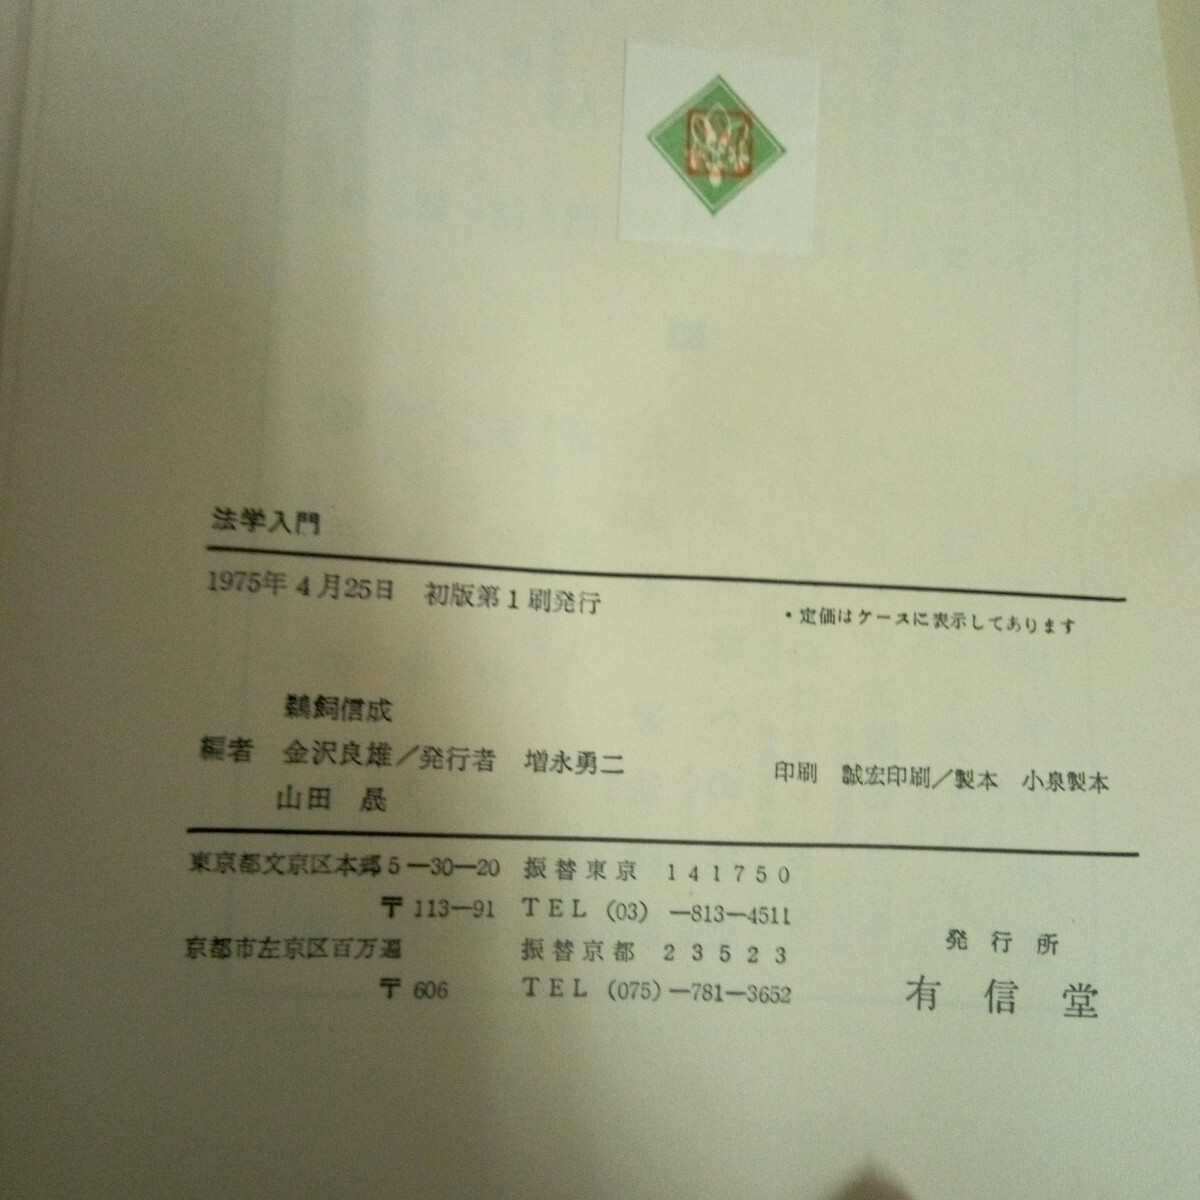 法学入門
1975年4月25日 初版第1刷発行
・定価はケースに表示してあります
鵜飼信成
編者 金沢良雄／発行者 増永勇二
山田 晟
印刷 誠宏印刷／製本 小泉製本
東京都文京区本郷5—30—20 振替東京 141750
〒113—91 TEL (03) —813—4511
京都市左京区百万遍 振替京都 23523
〒606 TEL (075)—781—3652
発行所
有信堂